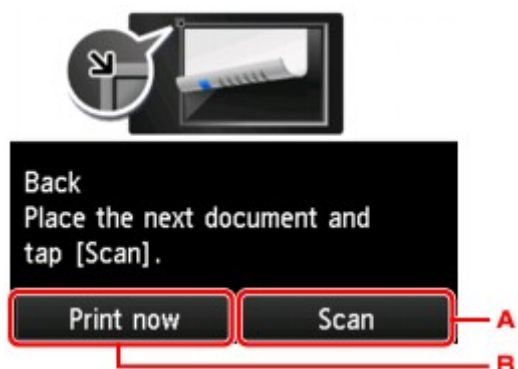 Back
Place the next document and
tap [Scan].
Print now Scan A
B